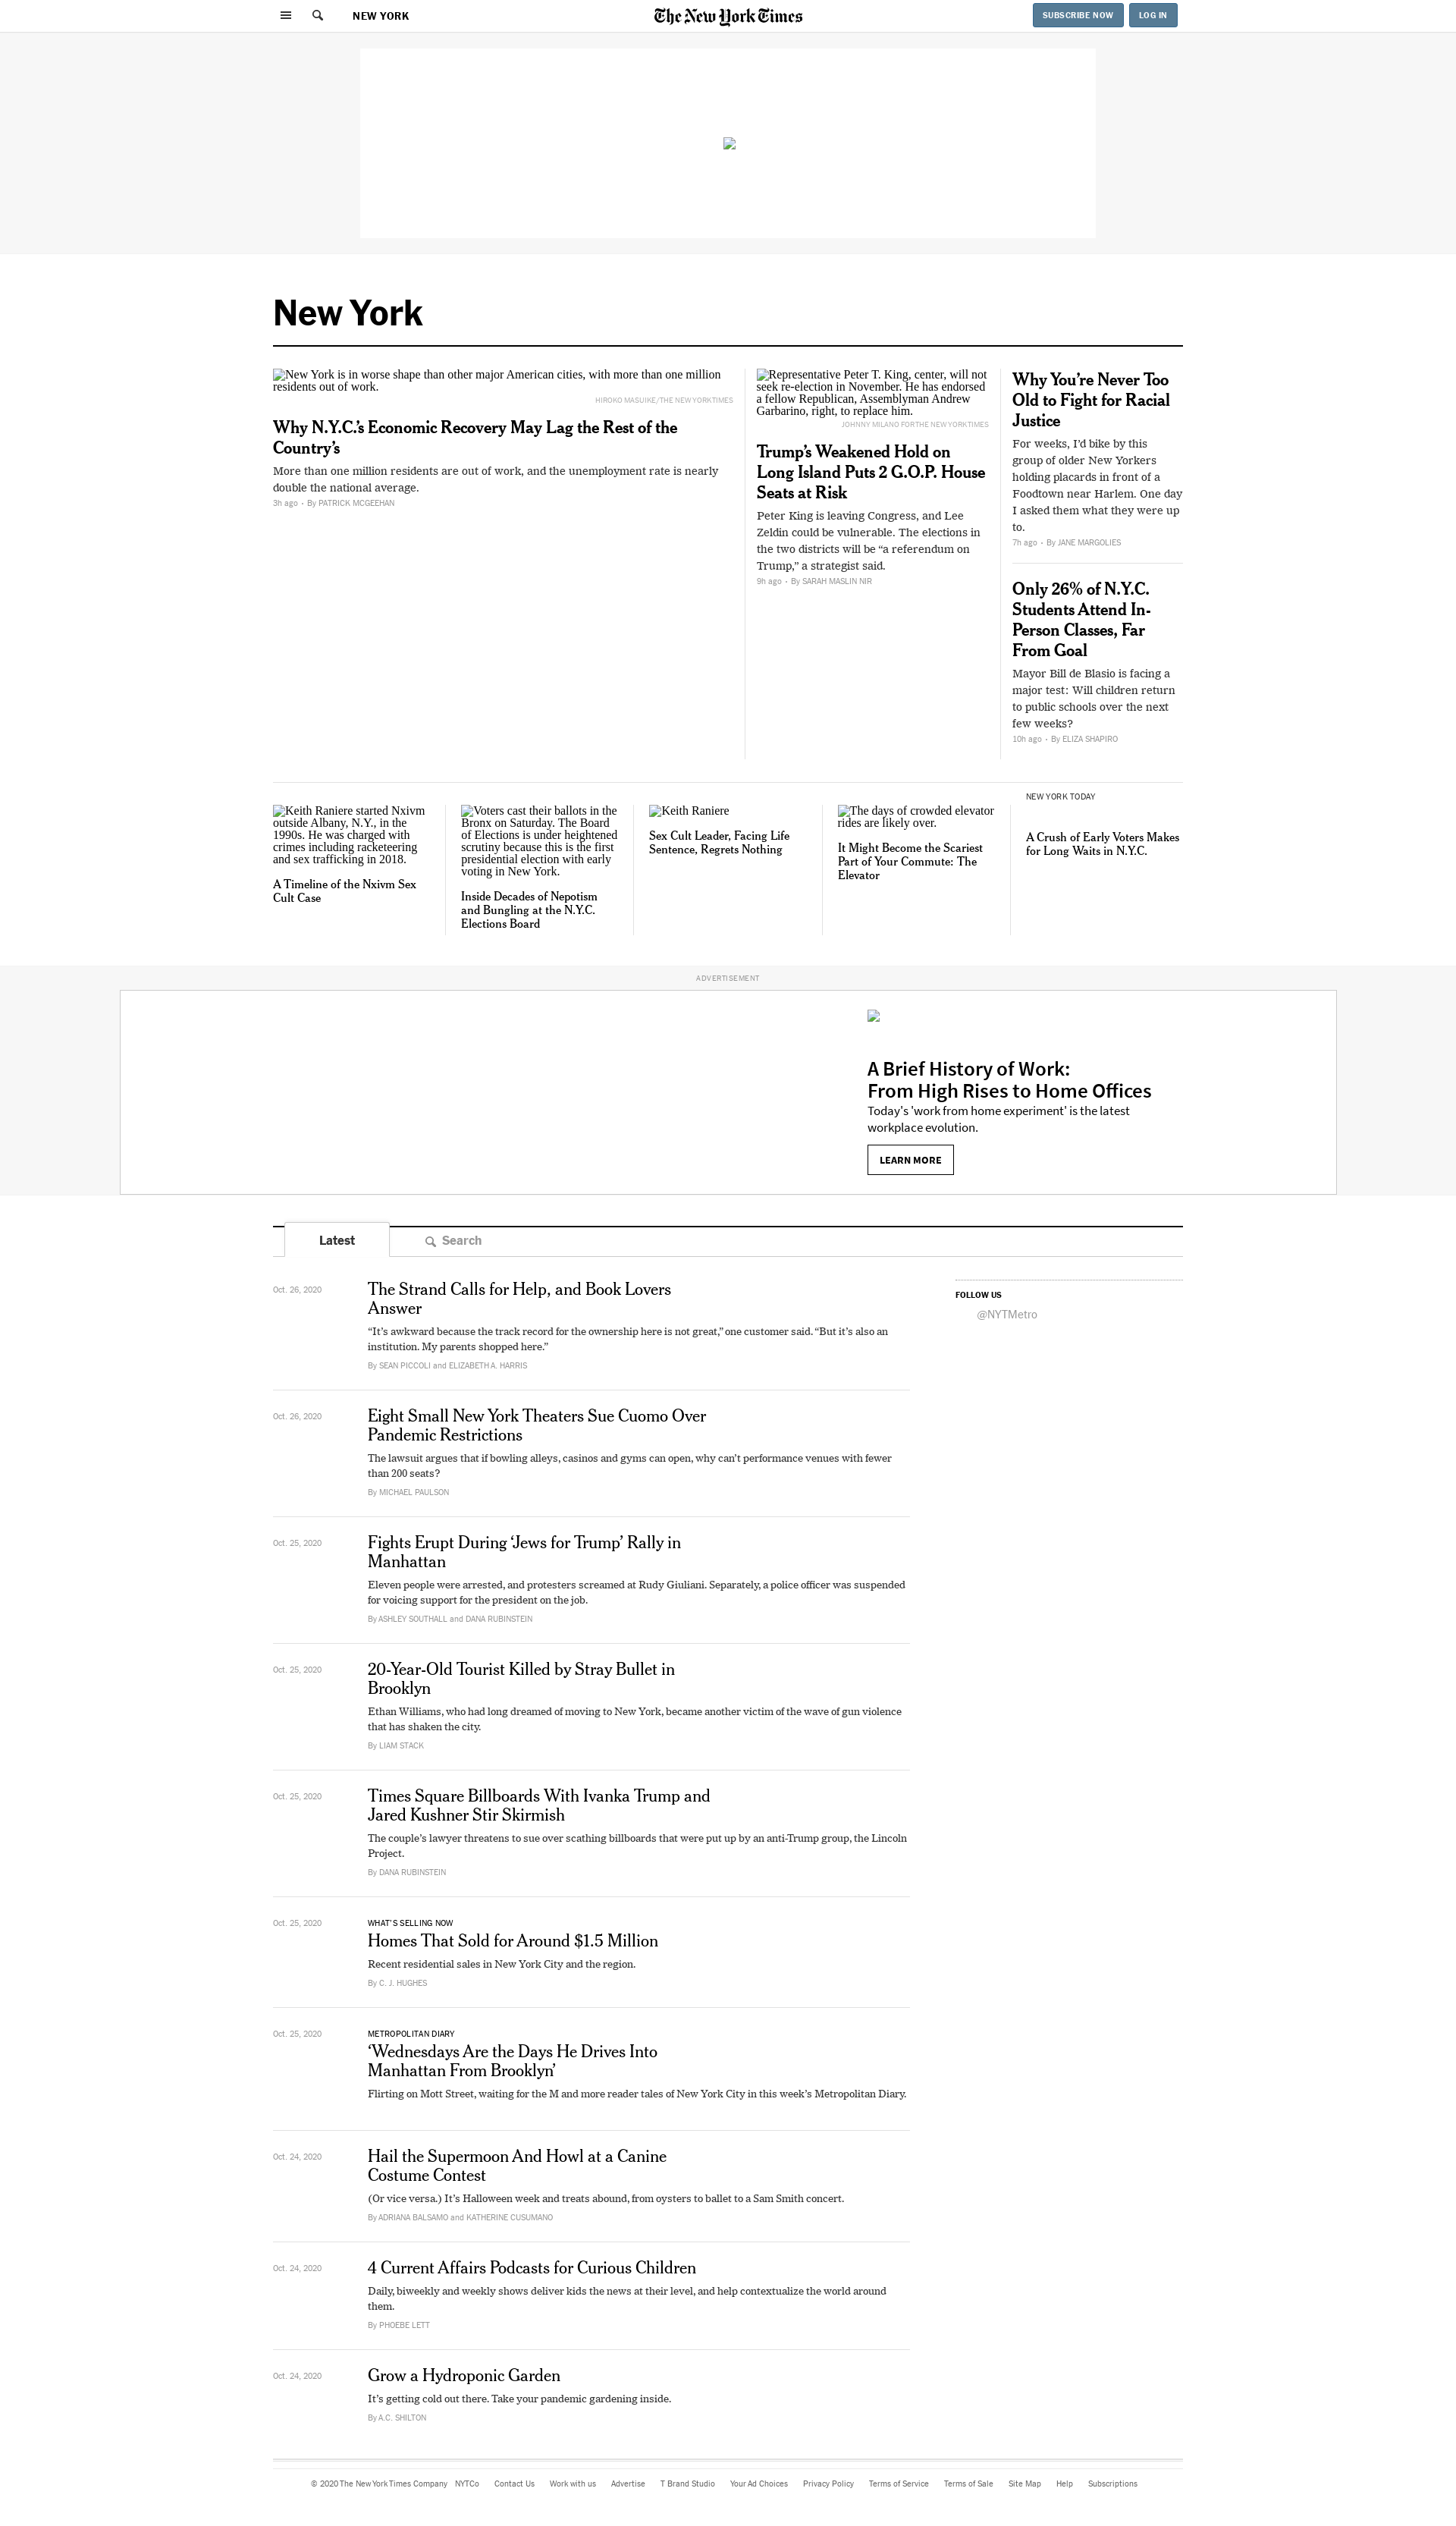 NEW YORK
The New York Times
SUBSCRIBE NOW
LOG IN
New York
New York is in worse shape than other major American cities, with more than one million
residents out of work.
HIROKO MASUIKE/THE NEW YORK TIMES
Why N.Y.C.’s Economic Recovery May Lag the Rest of the
Country’s
More than one million residents are out of work, and the unemployment rate is nearly
double the national average.
3h ago • By PATRICK MCGEEHAN
Representative Peter T. King, center, will not
seek re-election in November. He has endorsed
a fellow Republican, Assemblyman Andrew
Garbarino, right, to replace him.
JOHNNY MILANO FOR THE NEW YORK TIMES
Trump’s Weakened Hold on
Long Island Puts 2 G.O.P. House
Seats at Risk
Peter King is leaving Congress, and Lee
Zeldin could be vulnerable. The elections in
the two districts will be “a referendum on
Trump,” a strategist said.
9h ago • By SARAH MASLIN NIR
Why You’re Never Too
Old to Fight for Racial
Justice
For weeks, I’d bike by this
group of older New Yorkers
holding placards in front of a
Foodtown near Harlem. One day
I asked them what they were up
to.
7h ago • By JANE MARGOLIES
Only 26% of N.Y.C.
Students Attend In-
Person Classes, Far
From Goal
Mayor Bill de Blasio is facing a
major test: Will children return
to public schools over the next
few weeks?
10h ago • By ELIZA SHAPIRO
Keith Raniere started Nxivm
outside Albany, N.Y., in the
1990s. He was charged with
crimes including racketeering
and sex trafficking in 2018.
A Timeline of the Nxivm Sex
Cult Case
Voters cast their ballots in the
Bronx on Saturday. The Board
of Elections is under heightened
scrutiny because this is the first
presidential election with early
voting in New York.
Inside Decades of Nepotism
and Bungling at the N.Y.C.
Elections Board
Keith Raniere
Sex Cult Leader, Facing Life
Sentence, Regrets Nothing
The days of crowded elevator
rides are likely over.
It Might Become the Scariest
Part of Your Commute: The
Elevator
NEW YORK TODAY
A Crush of Early Voters Makes
for Long Waits in N.Y.C.
ADVERTISEMENT
A Brief History of Work:
From High Rises to Home Offices
Today's 'work from home experiment' is the latest
workplace evolution.
LEARN MORE
Latest
Search
Oct. 26, 2020
The Strand Calls for Help, and Book Lovers
Answer
“It’s awkward because the track record for the ownership here is not great,” one customer said. “But it’s also an
institution. My parents shopped here.”
By SEAN PICCOLI and ELIZABETH A. HARRIS
FOLLOW US
@NYTMetro
Oct. 26, 2020
Eight Small New York Theaters Sue Cuomo Over
Pandemic Restrictions
The lawsuit argues that if bowling alleys, casinos and gyms can open, why can’t performance venues with fewer
than 200 seats?
By MICHAEL PAULSON
Oct. 25, 2020
Fights Erupt During ‘Jews for Trump’ Rally in
Manhattan
Eleven people were arrested, and protesters screamed at Rudy Giuliani. Separately, a police officer was suspended
for voicing support for the president on the job.
By ASHLEY SOUTHALL and DANA RUBINSTEIN
Oct. 25, 2020
20-Year-Old Tourist Killed by Stray Bullet in
Brooklyn
Ethan Williams, who had long dreamed of moving to New York, became another victim of the wave of gun violence
that has shaken the city.
By LIAM STACK
Oct. 25, 2020
Times Square Billboards With Ivanka Trump and
Jared Kushner Stir Skirmish
The couple’s lawyer threatens to sue over scathing billboards that were put up by an anti-Trump group, the Lincoln
Project.
By DANA RUBINSTEIN
Oct. 25, 2020
WHAT’S SELLING NOW
Homes That Sold for Around $1.5 Million
Recent residential sales in New York City and the region.
By C. J. HUGHES
Oct. 25, 2020
METROPOLITAN DIARY
‘Wednesdays Are the Days He Drives Into
Manhattan From Brooklyn’
Flirting on Mott Street, waiting for the M and more reader tales of New York City in this week’s Metropolitan Diary.
Oct. 24, 2020
Hail the Supermoon And Howl at a Canine
Costume Contest
(Or vice versa.) It’s Halloween week and treats abound, from oysters to ballet to a Sam Smith concert.
By ADRIANA BALSAMO and KATHERINE CUSUMANO
Oct. 24, 2020
4 Current Affairs Podcasts for Curious Children
Daily, biweekly and weekly shows deliver kids the news at their level, and help contextualize the world around
them.
By PHOEBE LETT
Oct. 24, 2020
Grow a Hydroponic Garden
It’s getting cold out there. Take your pandemic gardening inside.
By A.C. SHILTON
© 2020 The New York Times Company NYTCo Contact Us Work with us Advertise T Brand Studio Your Ad Choices Privacy Policy Terms of Service Terms of Sale Site Map Help Subscriptions